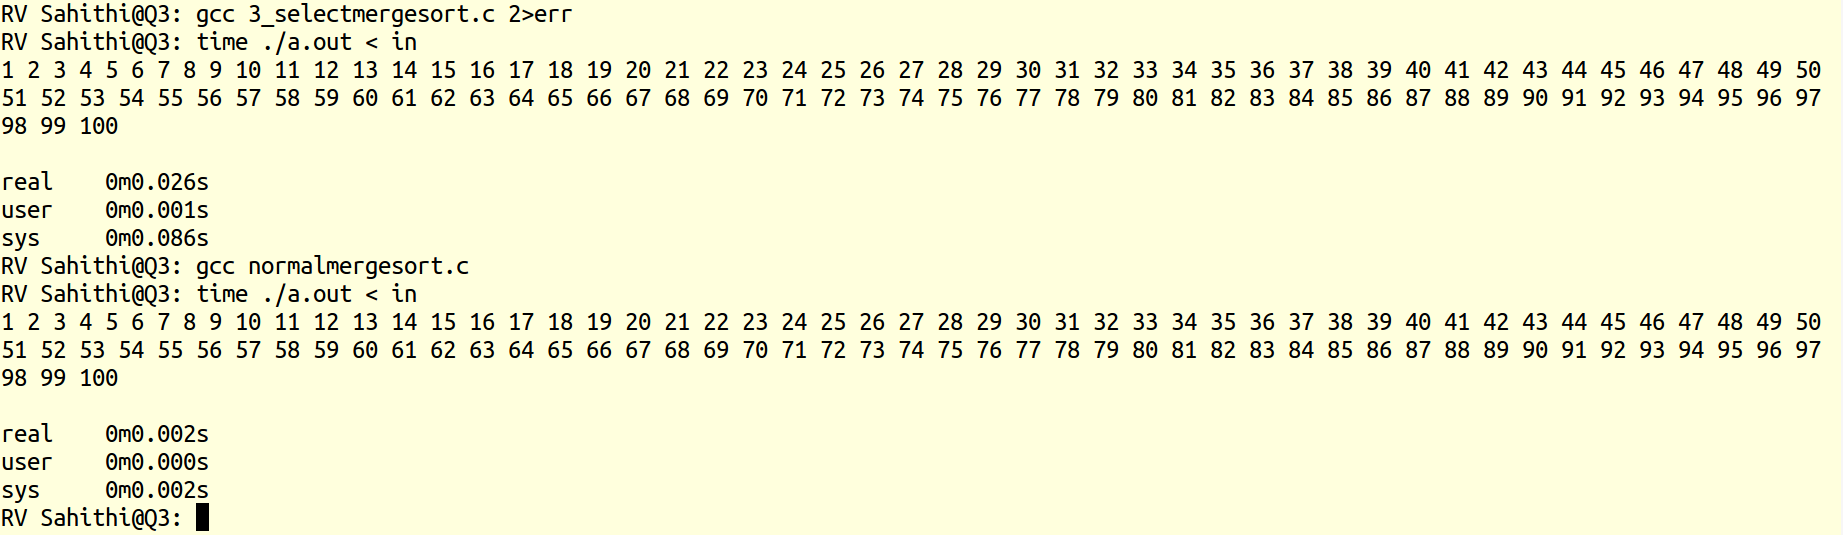 RV Sahithi@Q3: gcc 3_selectmergesort.c 2>err
RV Sahithi@Q3: time ./a.out < in
1 2 3 4 5 6 7 8 9 10 11 12 13 14 15 16 17 18 19 20 21 22 23 24 25 26 27 28 29 30 31 32 33 34 35 36 37 38 39 40 41 42 43 44 45 46 47 48 49 50
51 52 53 54 55 56 57 58 59 60 61 62 63 64 65 66 67 68 69 70 71 72 73 74 75 76 77 78 79 80 81 82 83 84 85 86 87 88 89 90 91 92 93 94 95 96 97
98 99 100
real    0m0.026s
user    0m0.001s
sys     0m0.086s
RV Sahithi@Q3: gcc normalmergesort.c
RV Sahithi@Q3: time ./a.out < in
1 2 3 4 5 6 7 8 9 10 11 12 13 14 15 16 17 18 19 20 21 22 23 24 25 26 27 28 29 30 31 32 33 34 35 36 37 38 39 40 41 42 43 44 45 46 47 48 49 50
51 52 53 54 55 56 57 58 59 60 61 62 63 64 65 66 67 68 69 70 71 72 73 74 75 76 77 78 79 80 81 82 83 84 85 86 87 88 89 90 91 92 93 94 95 96 97
98 99 100
real    0m0.002s
user    0m0.000s
sys     0m0.002s
RV Sahithi@Q3: